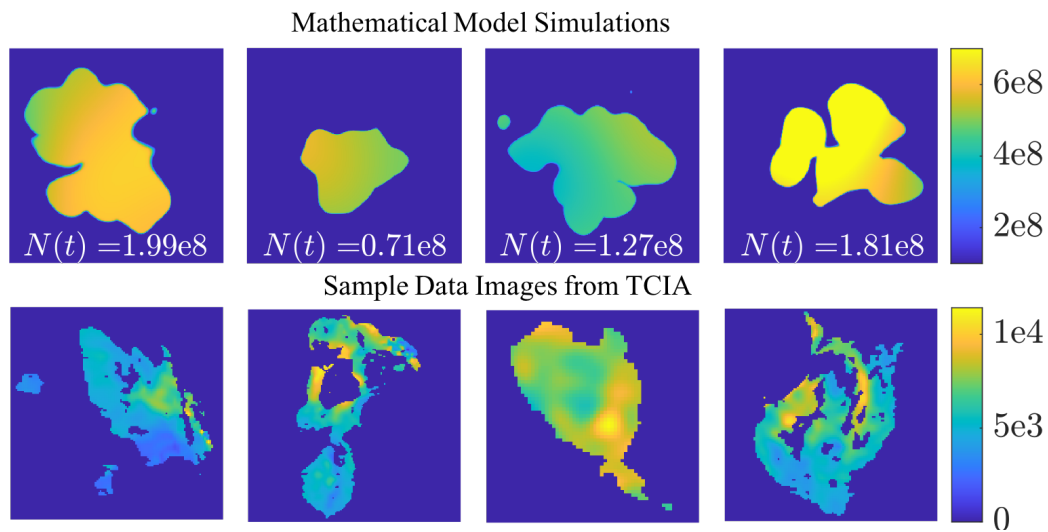 Mathematical Model Simulations
6e8
4e8
2e8
N(t) =1.99e8
N(t) =0.71e8
N(t) =1.27e8
N(t) =1.81e8
Sample Data Images from TCIA
1e4
5e3
0